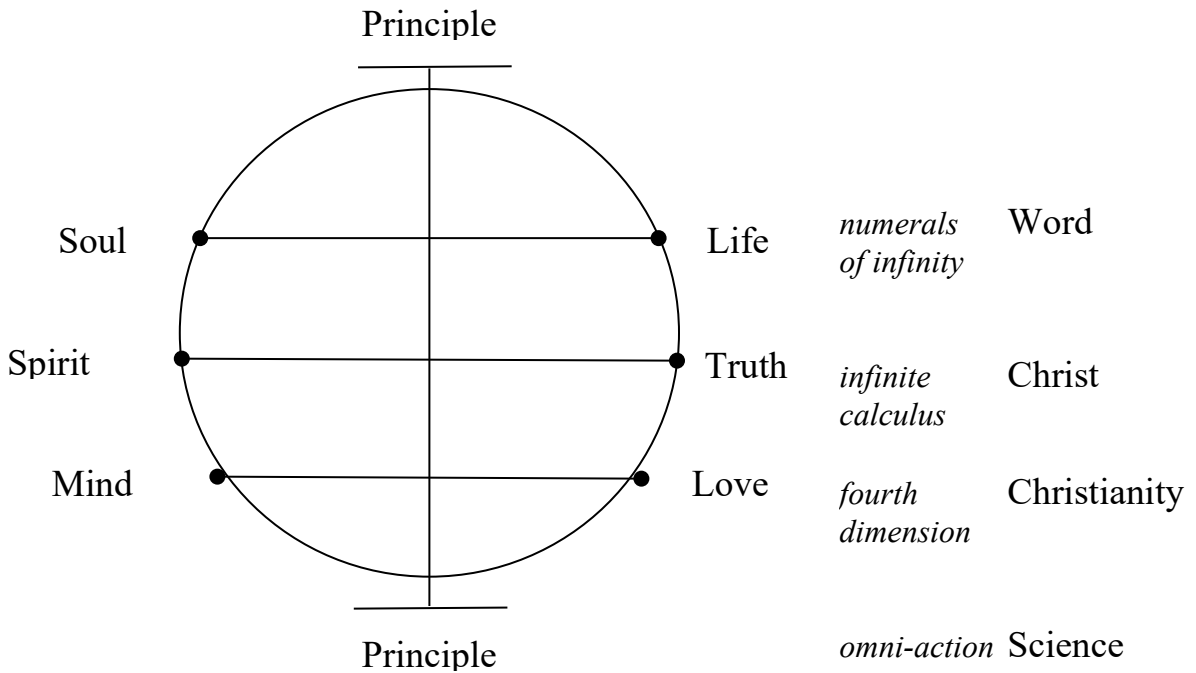 Principle
Soul
Life
numerals
of infinity
Word
Spirit
Truth
infinite
calculus
Christ
Mind
Love
fourth
dimension
Christianity
Principle
omni-action
Science